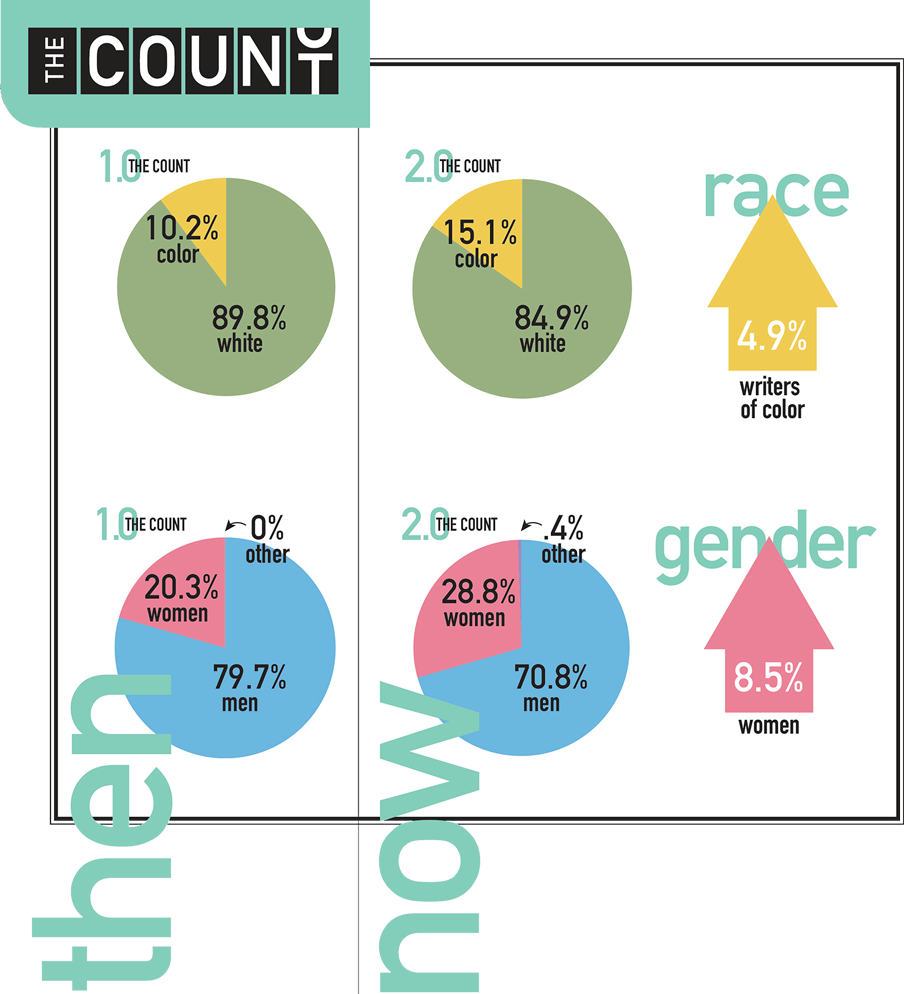 THE COUNT
1.0 THE COUNT
10.2%
color
89.8%
white
2.0 THE COUNT
15.1%
color
84.9%
white
race
4.9%
writers
of color
1.0 THE COUNT
0%
other
20.3%
women
79.7%
men
2.0 THE COUNT
.4%
other
28.8%
women
70.8%
men
gender
8.5%
women
then
now